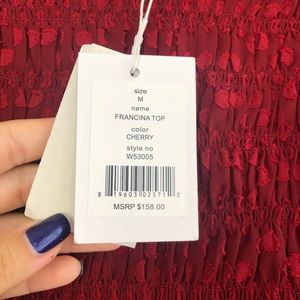 size
M
name
FRANCINA TOP
color
CHERRY
style no
W53005
8 19603 02571 2
MSRP $158.00